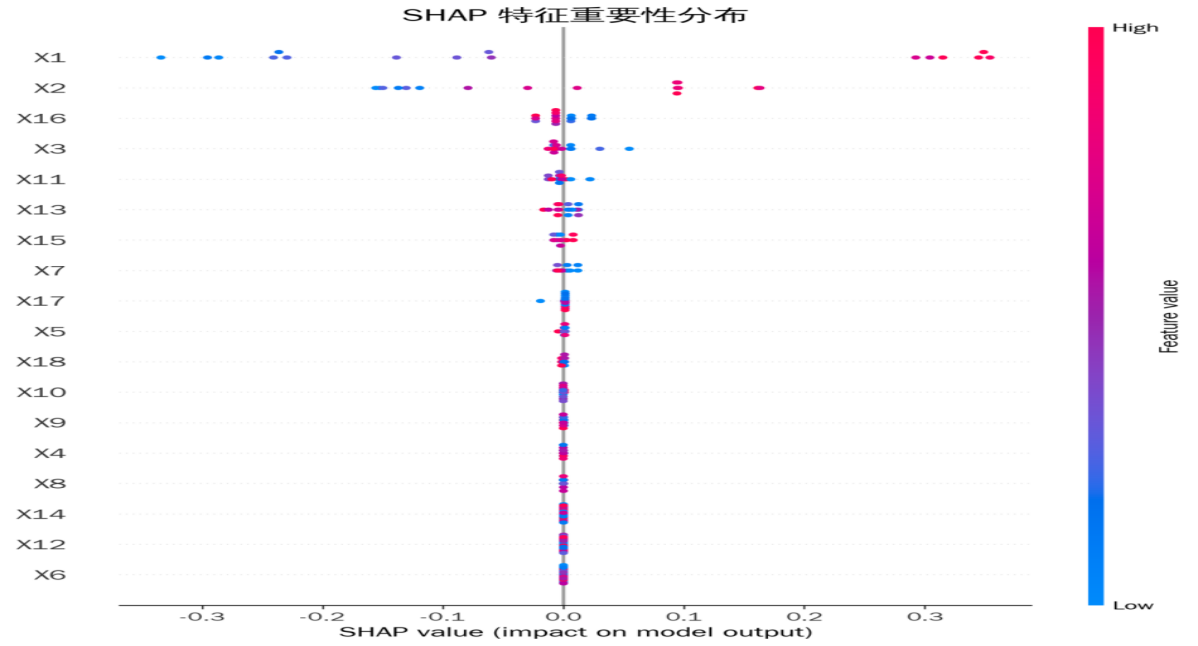 SHAP 特征重要性分布
High
X1
X2
X16
X3
X11
X13
X15
X7
X17
X5
X18
X10
X9
X4
X8
X14
X12
X6
Feature value
Low
-0.3 -0.2 -0.1 0.0 0.1 0.2 0.3
SHAP value (impact on model output)